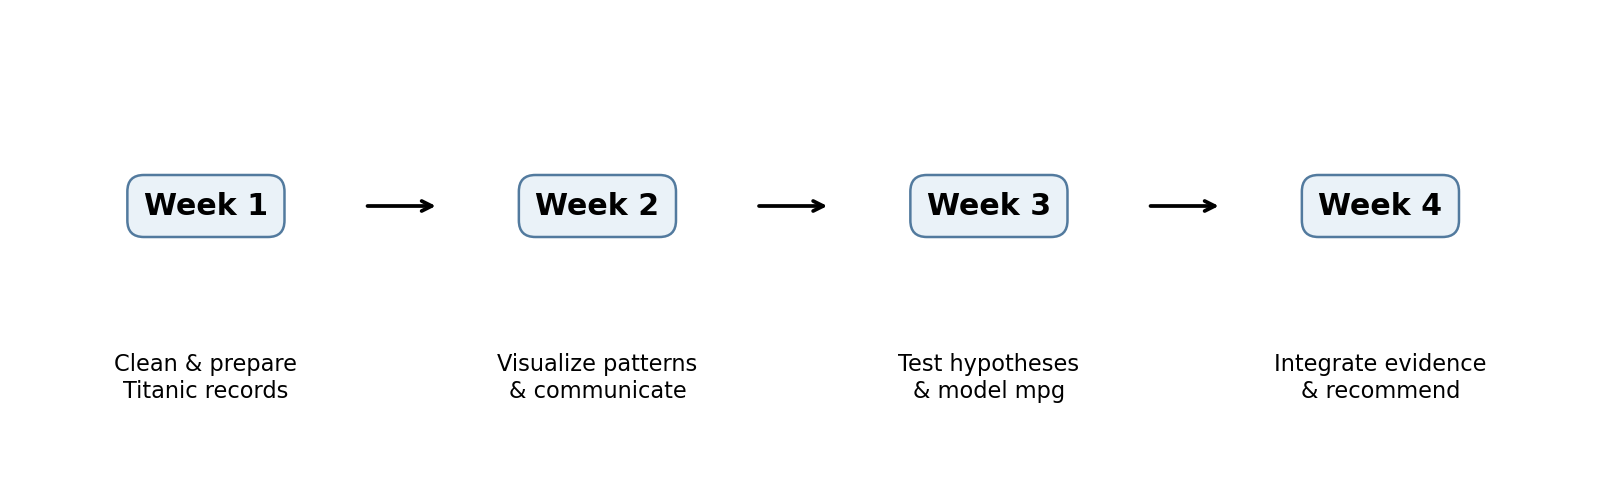 Week 1
Week 2
Week 3
Week 4
Clean & prepare
Titanic records
Visualize patterns
& communicate
Test hypotheses
& model mpg
Integrate evidence
& recommend